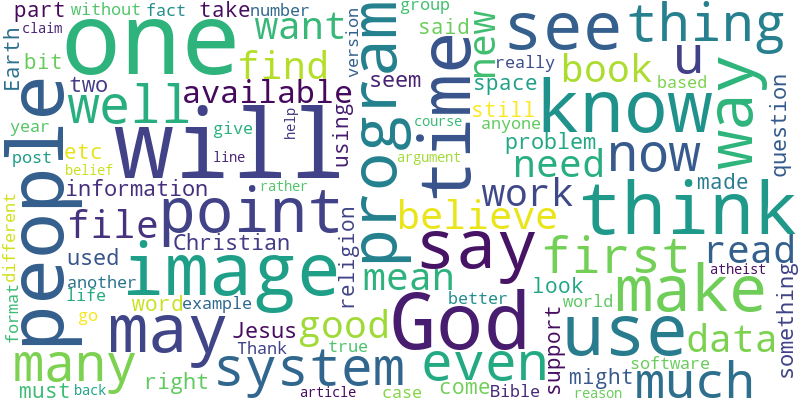 part without fact take number
claim
one want
version
group
said
new
see thing
Earth
bit
find
program
time
really
u
two
well
available
seem
space
book
based
way
people
year
will
give
help
line
using
still
know
question
course
anyone
post
etc
belief
problem
now
argument
information
rather
point
religion
need
work
made
think
different
file
believe
Christian
say
first
read
used
image
mean
look
atheist
something
another
life
word example
better
world
make
format
go
may
Jesus
good
God
support
use
data
Thank
true
many
system
even
software
might
much
must
back
right
article
case
come
Bible
reason